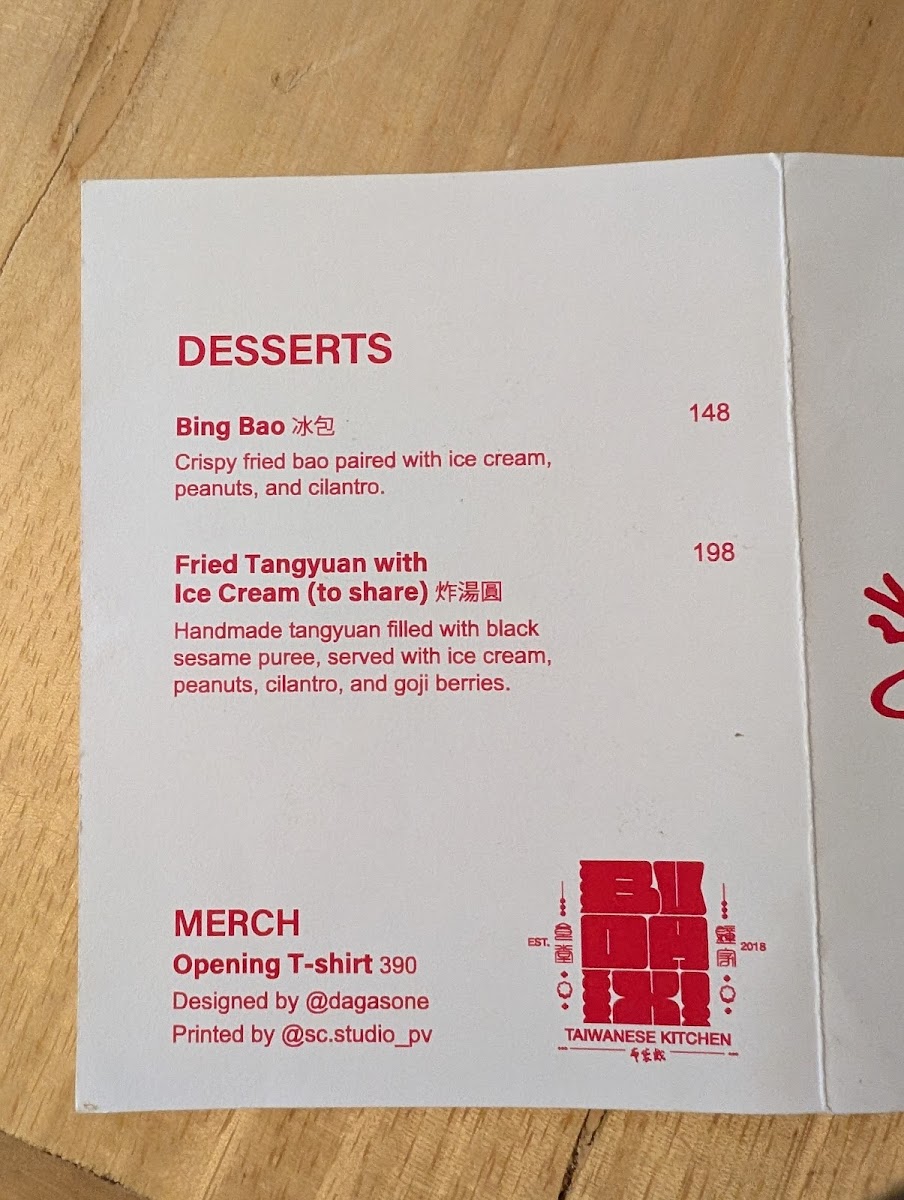 DESSERTS
Bing Bao 冰包 148
Crispy fried bao paired with ice cream,
peanuts, and cilantro.
Fried Tangyuan with 198
Ice Cream (to share) 炸湯圓
Handmade tangyuan filled with black
sesame puree, served with ice cream,
peanuts, cilantro, and goji berries.
MERCH
Opening T-shirt 390
Designed by @dagasone
Printed by @sc.studio_pv
BU
DA
IXI
EST. 2018
TAIWANESE KITCHEN